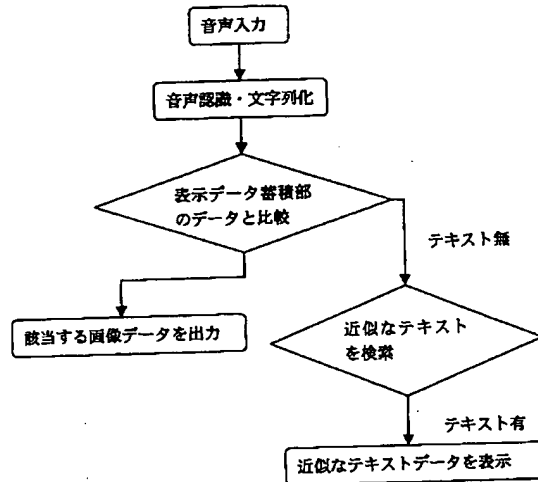 音声入力
音声認識・文字列化
表示データ蓄積部
のデータと比較
テキスト無
該当する画像データを出力
近似なテキスト
を検索
テキスト有
近似なテキストデータを表示